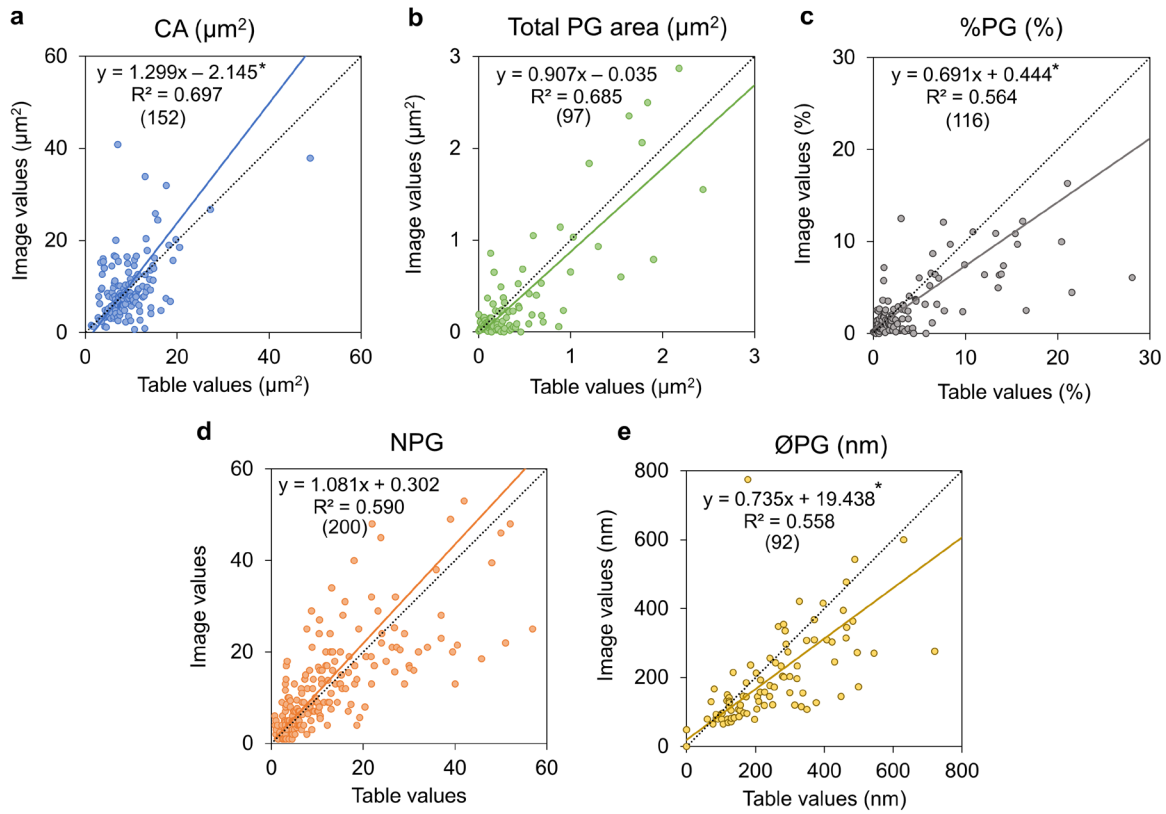 a
CA (µm²)
60
40
20
0
0
20
40
60
y = 1.299x – 2.145*
R² = 0.697
(152)
Image values (µm²)
Table values (µm²)
b
Total PG area (µm²)
3
2
1
0
0
1
2
3
y = 0.907x – 0.035
R² = 0.685
(97)
Image values (µm²)
Table values (µm²)
c
%PG (%)
30
20
10
0
0
10
20
30
y = 0.691x + 0.444*
R² = 0.564
(116)
Image values (%)
Table values (%)
d
NPG
60
40
20
0
0
20
40
60
y = 1.081x + 0.302
R² = 0.590
(200)
Image values
Table values
e
ØPG (nm)
800
600
400
200
0
0
200
400
600
800
y = 0.735x + 19.438*
R² = 0.558
(92)
Image values (nm)
Table values (nm)